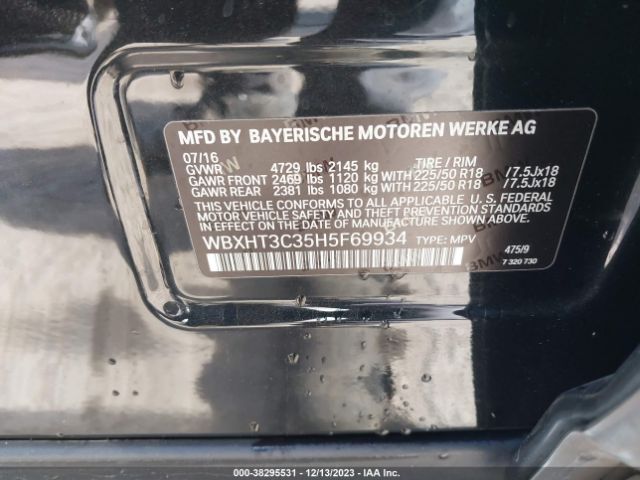 MFD BY BAYERISCHE MOTOREN WERKE AG
07/16
GVWR 4729 lbs 2145 kg TIRE / RIM
GAWR FRONT 2469 lbs 1120 kg WITH 225/50 R18 /7.5Jx18
GAWR REAR 2381 lbs 1080 kg WITH 225/50 R18 /7.5Jx18
THIS VEHICLE CONFORMS TO ALL APPLICABLE U. S. FEDERAL
MOTOR VEHICLE SAFETY AND THEFT PREVENTION STANDARDS
IN EFFECT ON THE DATE OF MANUFACTURE SHOWN ABOVE.
WBXHT3C35H5F69934 TYPE: MPV
475/9
7 320 730
000-38295531 - 12/13/2023 - IAA Inc.